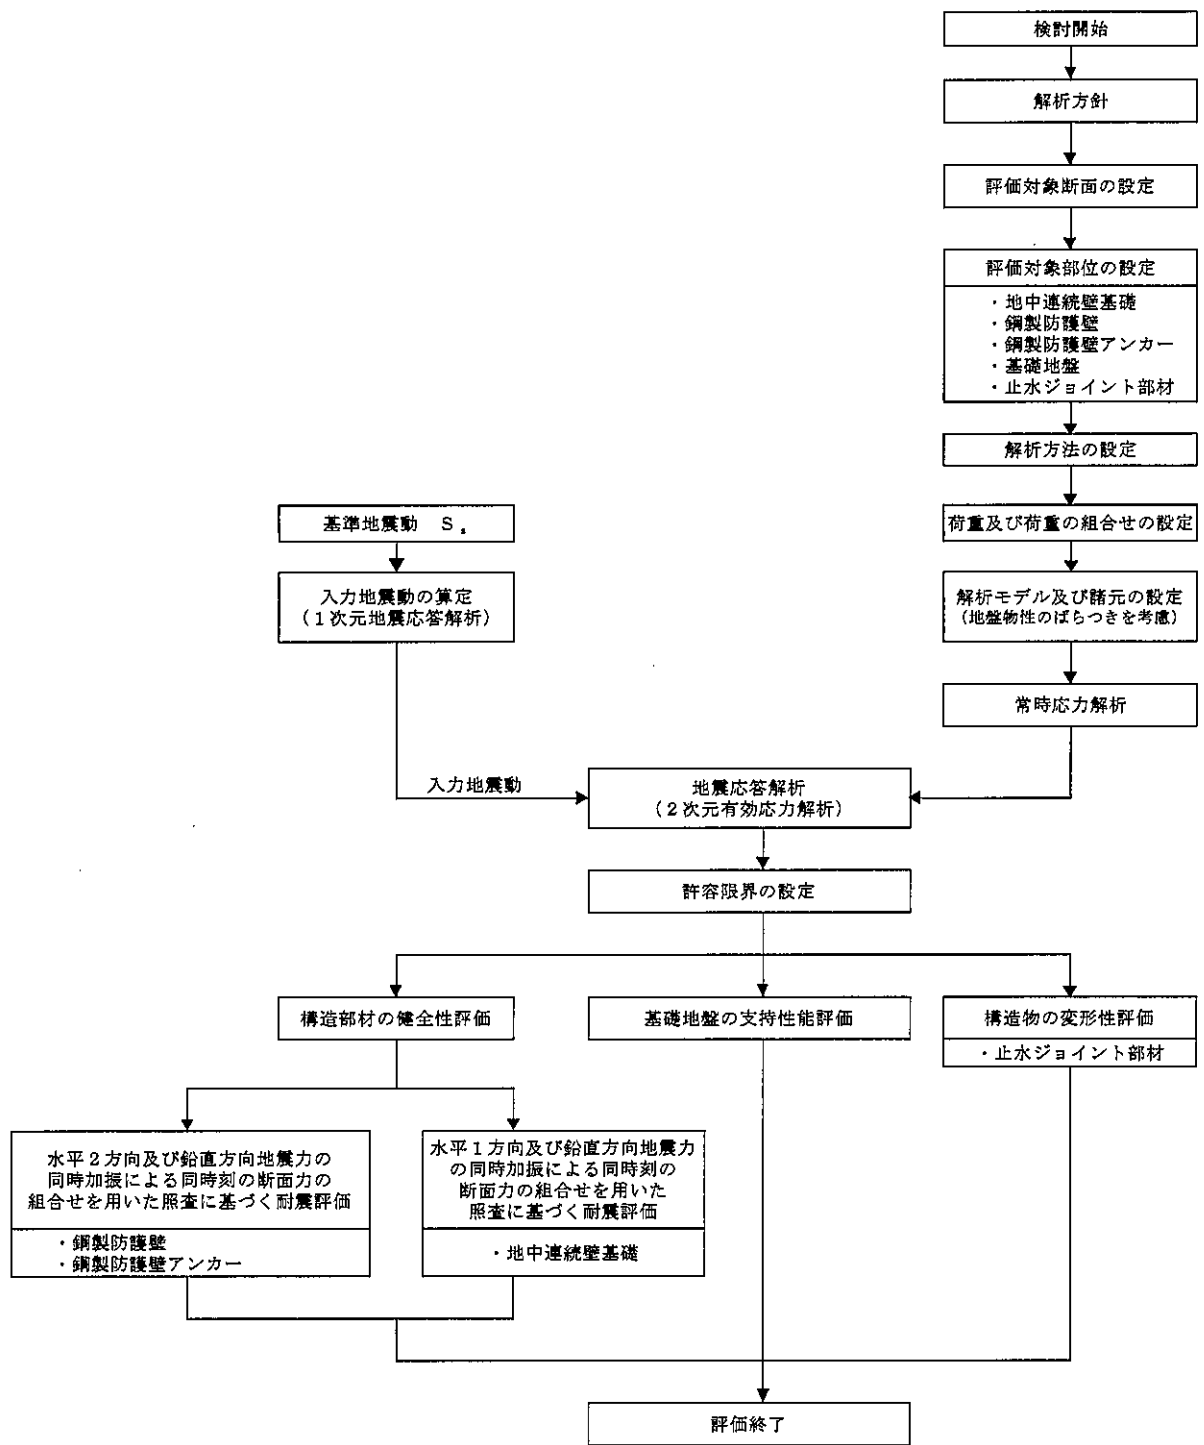 検討開始
解析方針
評価対象断面の設定
評価対象部位の設定
・地中連続壁基礎
・鋼製防護壁
・鋼製防護壁アンカー
・基礎地盤
・止水ジョイント部材
解析方法の設定
荷重及び荷重の組合せの設定
解析モデル及び諸元の設定
(地盤物性のばらつきを考慮)
常時応力解析
基準地震動 Ss
入力地震動の算定
(1次元地震応答解析)
入力地震動
地震応答解析
(2次元有効応力解析)
許容限界の設定
構造部材の健全性評価
基礎地盤の支持性能評価
構造物の変形性評価
・止水ジョイント部材
水平2方向及び鉛直方向地震力の
同時加振による同時刻の断面力の
組合せを用いた照査に基づく耐震評価
・鋼製防護壁
・鋼製防護壁アンカー
水平1方向及び鉛直方向地震力
の同時加振による同時刻の
断面力の組合せを用いた
照査に基づく耐震評価
・地中連続壁基礎
評価終了